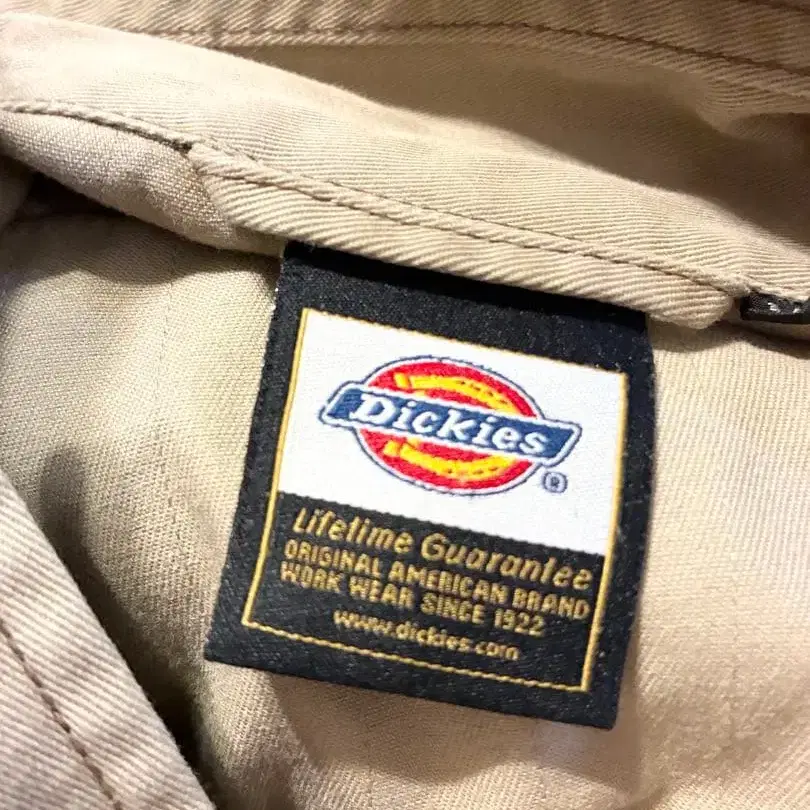 Dickies
®
Lifetime Guarantee
ORIGINAL AMERICAN BRAND
WORK WEAR SINCE 1922
www.dickies.com